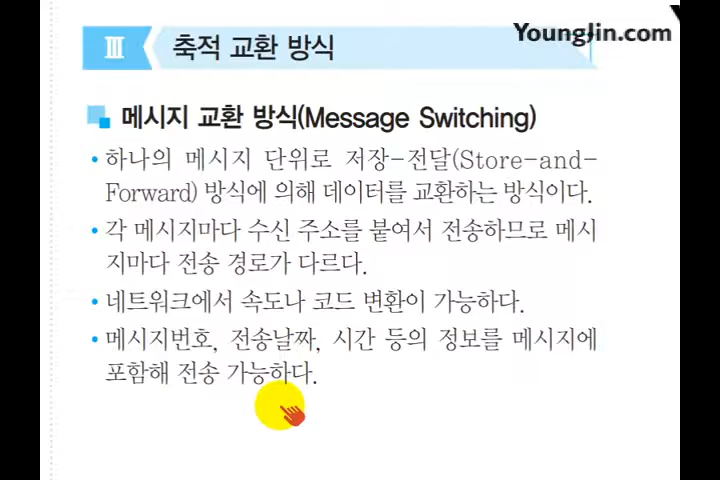 Youngjin.com
Ⅲ 축적 교환 방식
메시지 교환 방식(Message Switching)
• 하나의 메시지 단위로 저장-전달(Store-and-
Forward) 방식에 의해 데이터를 교환하는 방식이다.
• 각 메시지마다 수신 주소를 붙여서 전송하므로 메시
지마다 전송 경로가 다르다.
• 네트워크에서 속도나 코드 변환이 가능하다.
• 메시지번호, 전송날짜, 시간 등의 정보를 메시지에
포함해 전송 가능하다.